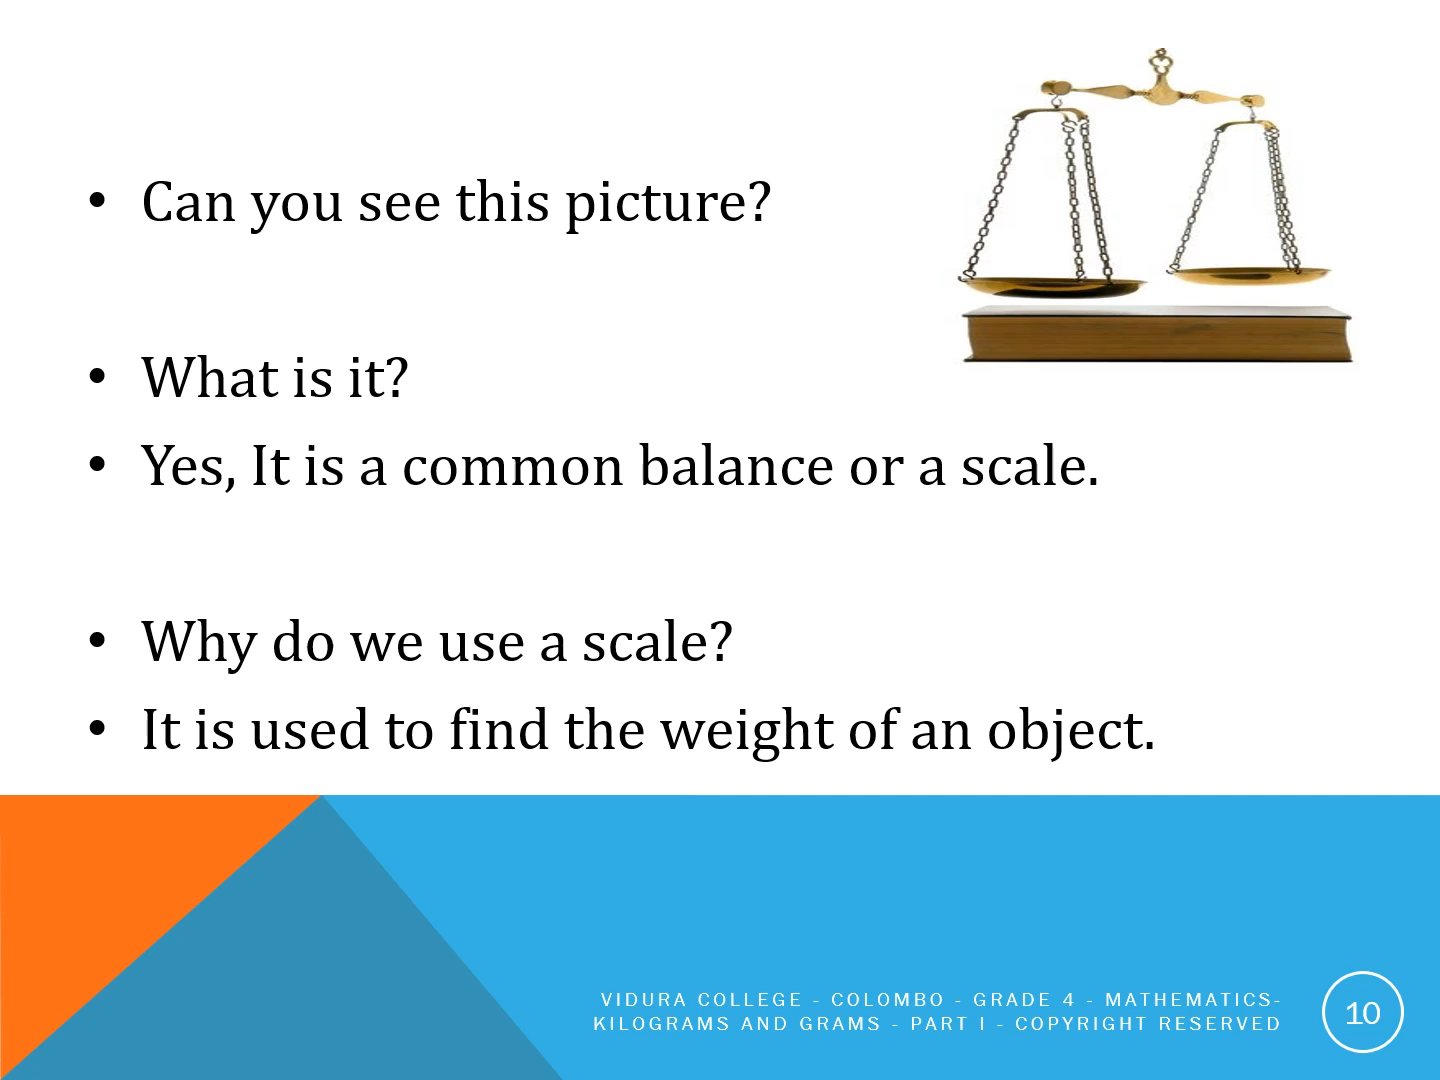 • Can you see this picture?
• What is it?
• Yes, It is a common balance or a scale.
• Why do we use a scale?
• It is used to find the weight of an object.
VIDURA COLLEGE - COLOMBO - GRADE 4 - MATHEMATICS-
KILOGRAMS AND GRAMS - PART I - COPYRIGHT RESERVED
10